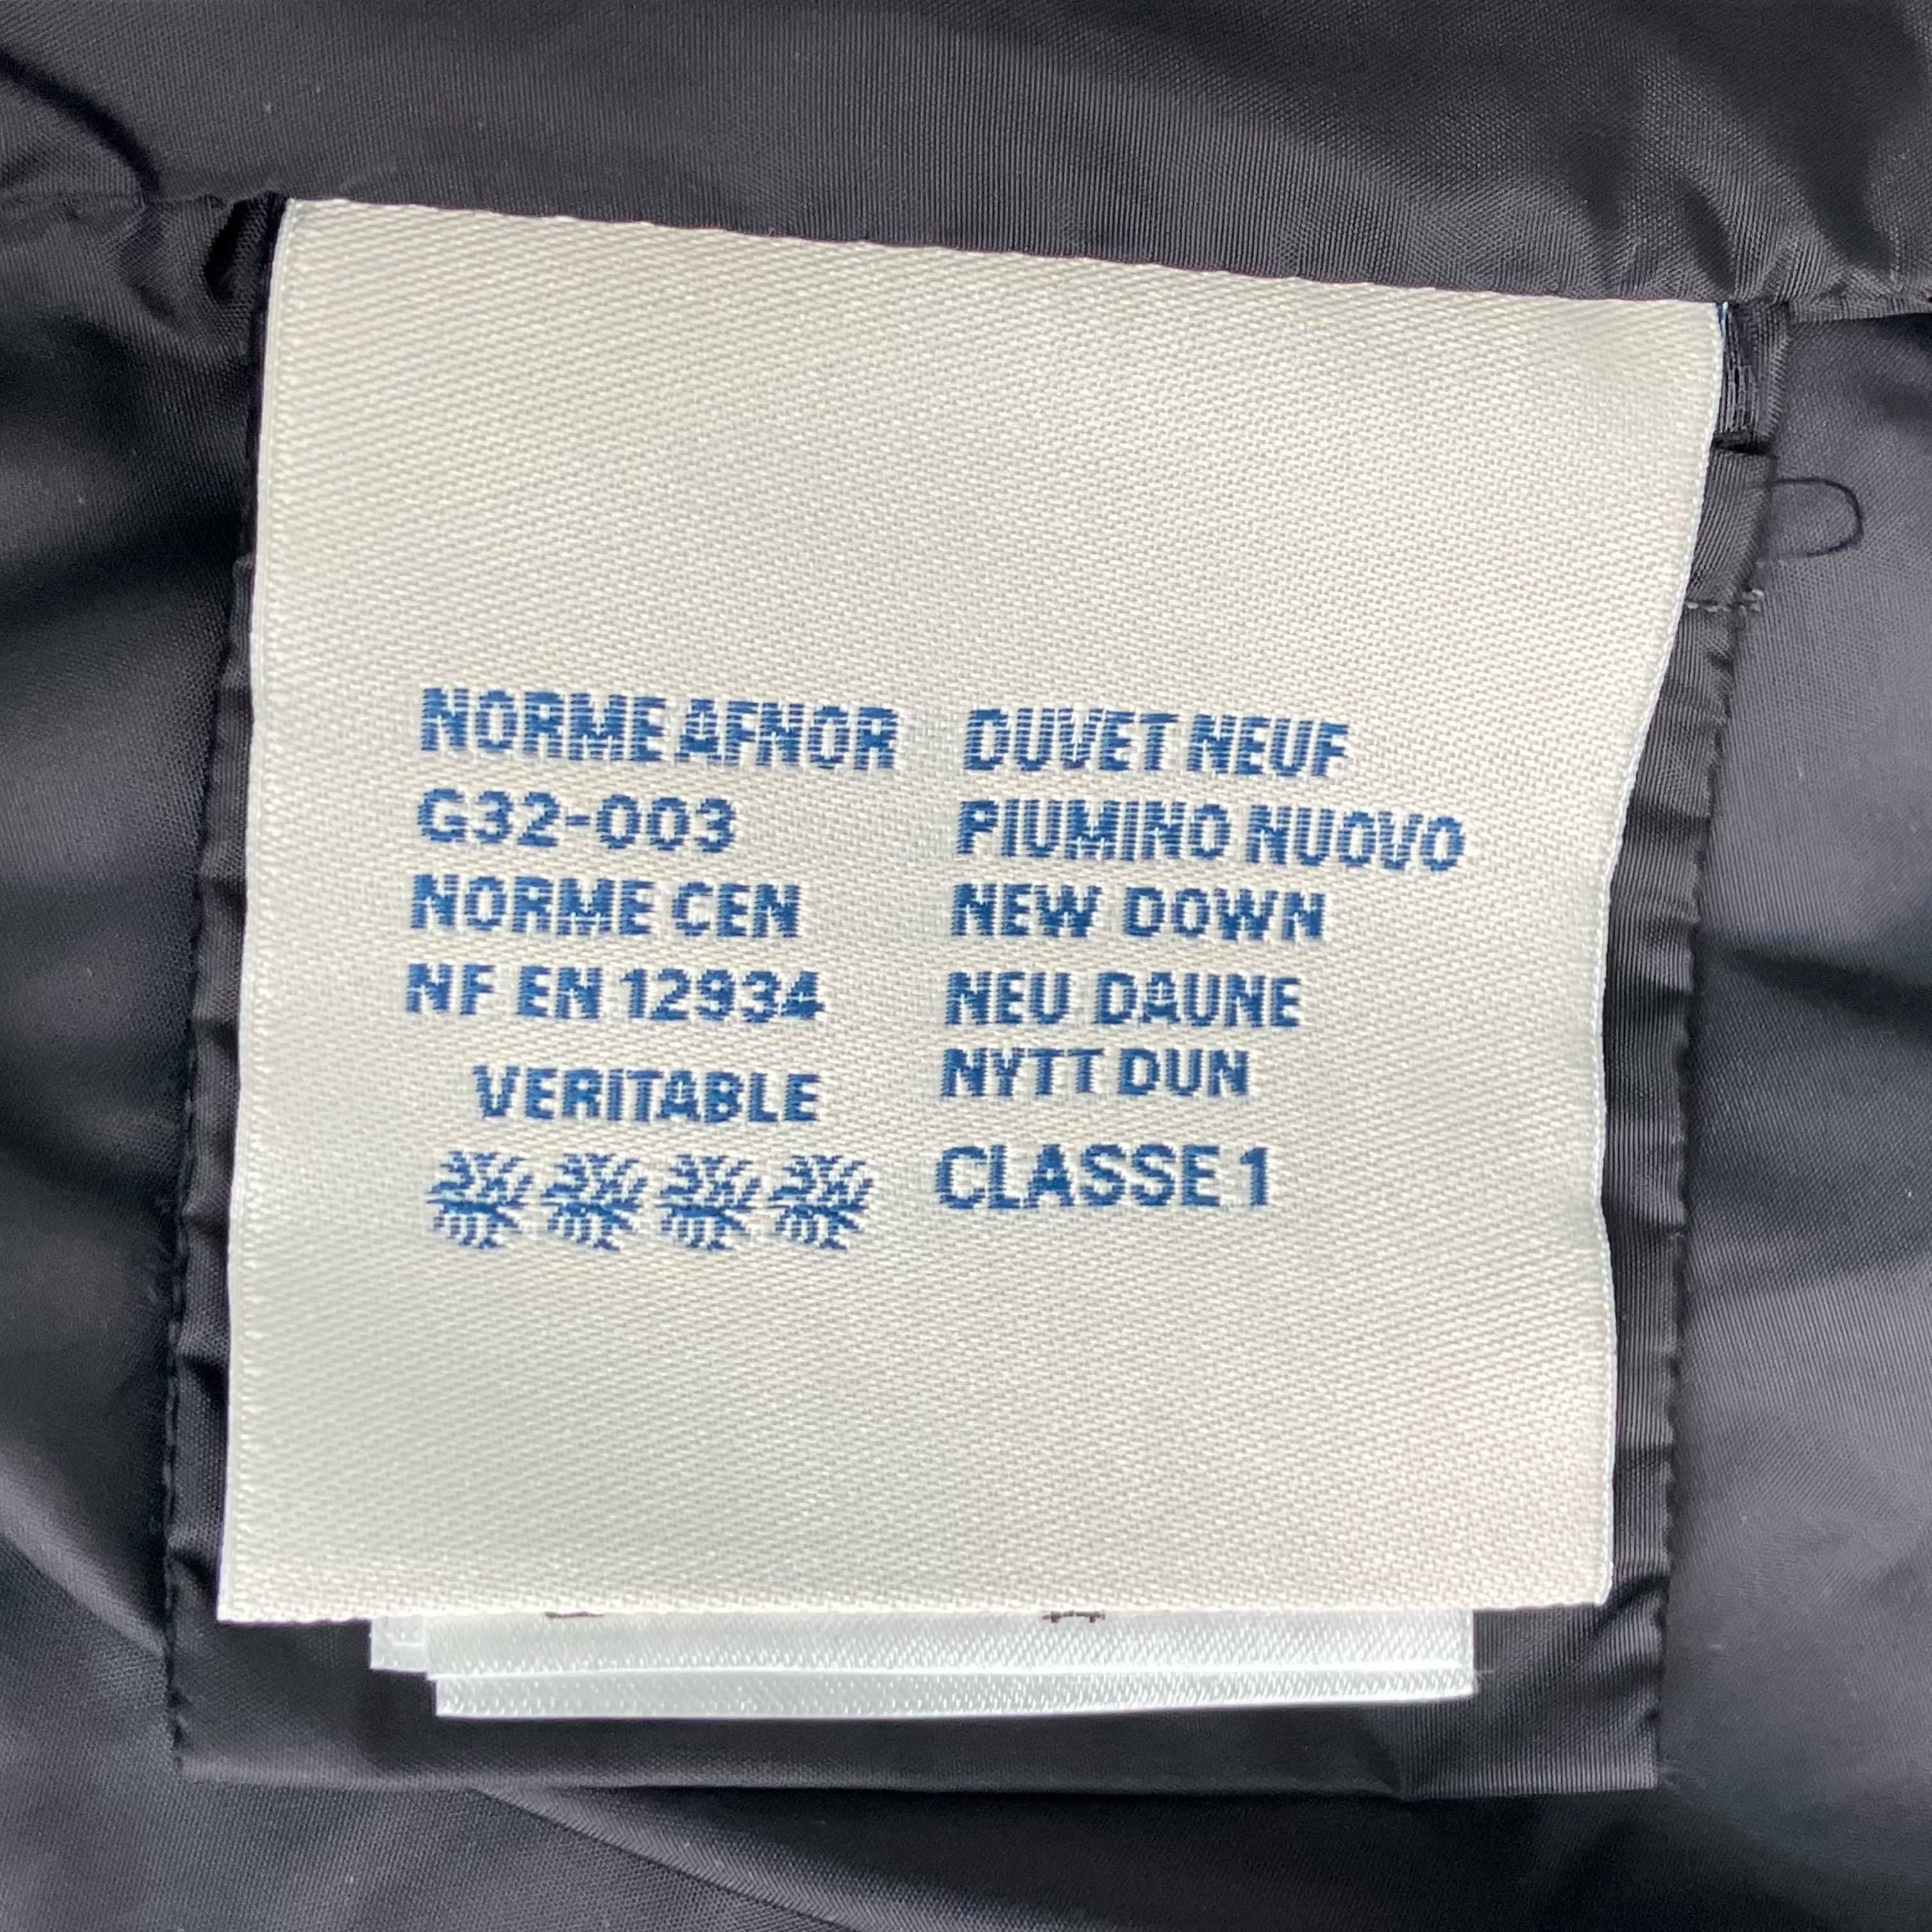 NORME AFNOR
G32-003
NORME CEN
NF EN 12934
VERITABLE
DUVET NEUF
PIUMINO NUOVO
NEW DOWN
NEU DAUNE
NYTT DUN
CLASSE 1